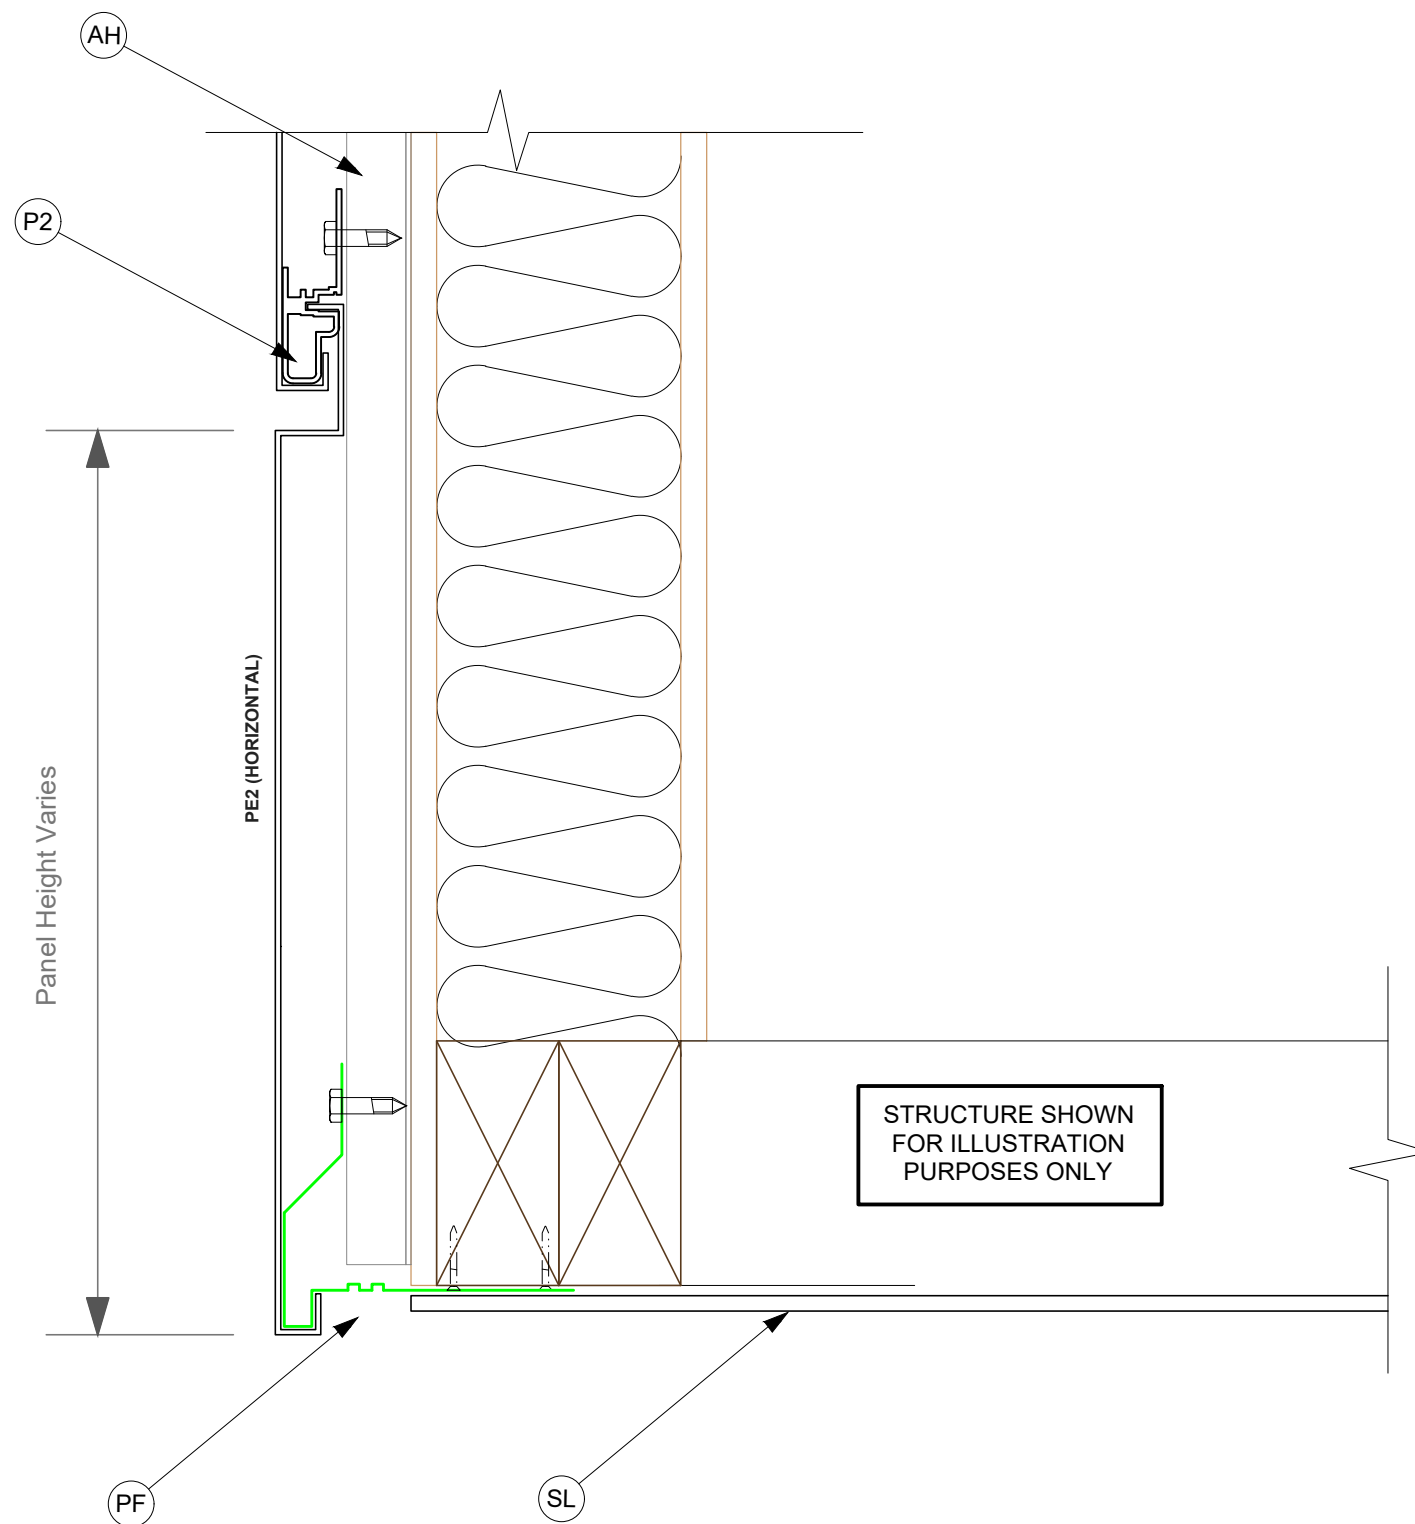 AH
P2
PE2 (HORIZONTAL)
Panel Height Varies
STRUCTURE SHOWN
FOR ILLUSTRATION
PURPOSES ONLY
PF
SL